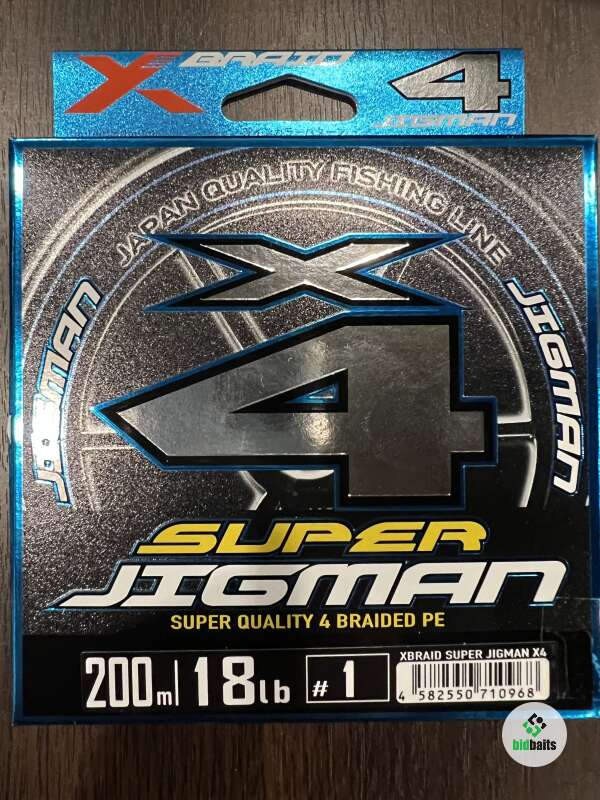 X BRAID
4
JIGMAN
JAPAN QUALITY FISHING LINE
X
4
JIGMAN
JIGMAN
SUPER
JIGMAN
SUPER QUALITY 4 BRAIDED PE
200m 18lb #1
XBRAID SUPER JIGMAN X4
4 582550 710968
bidbaits